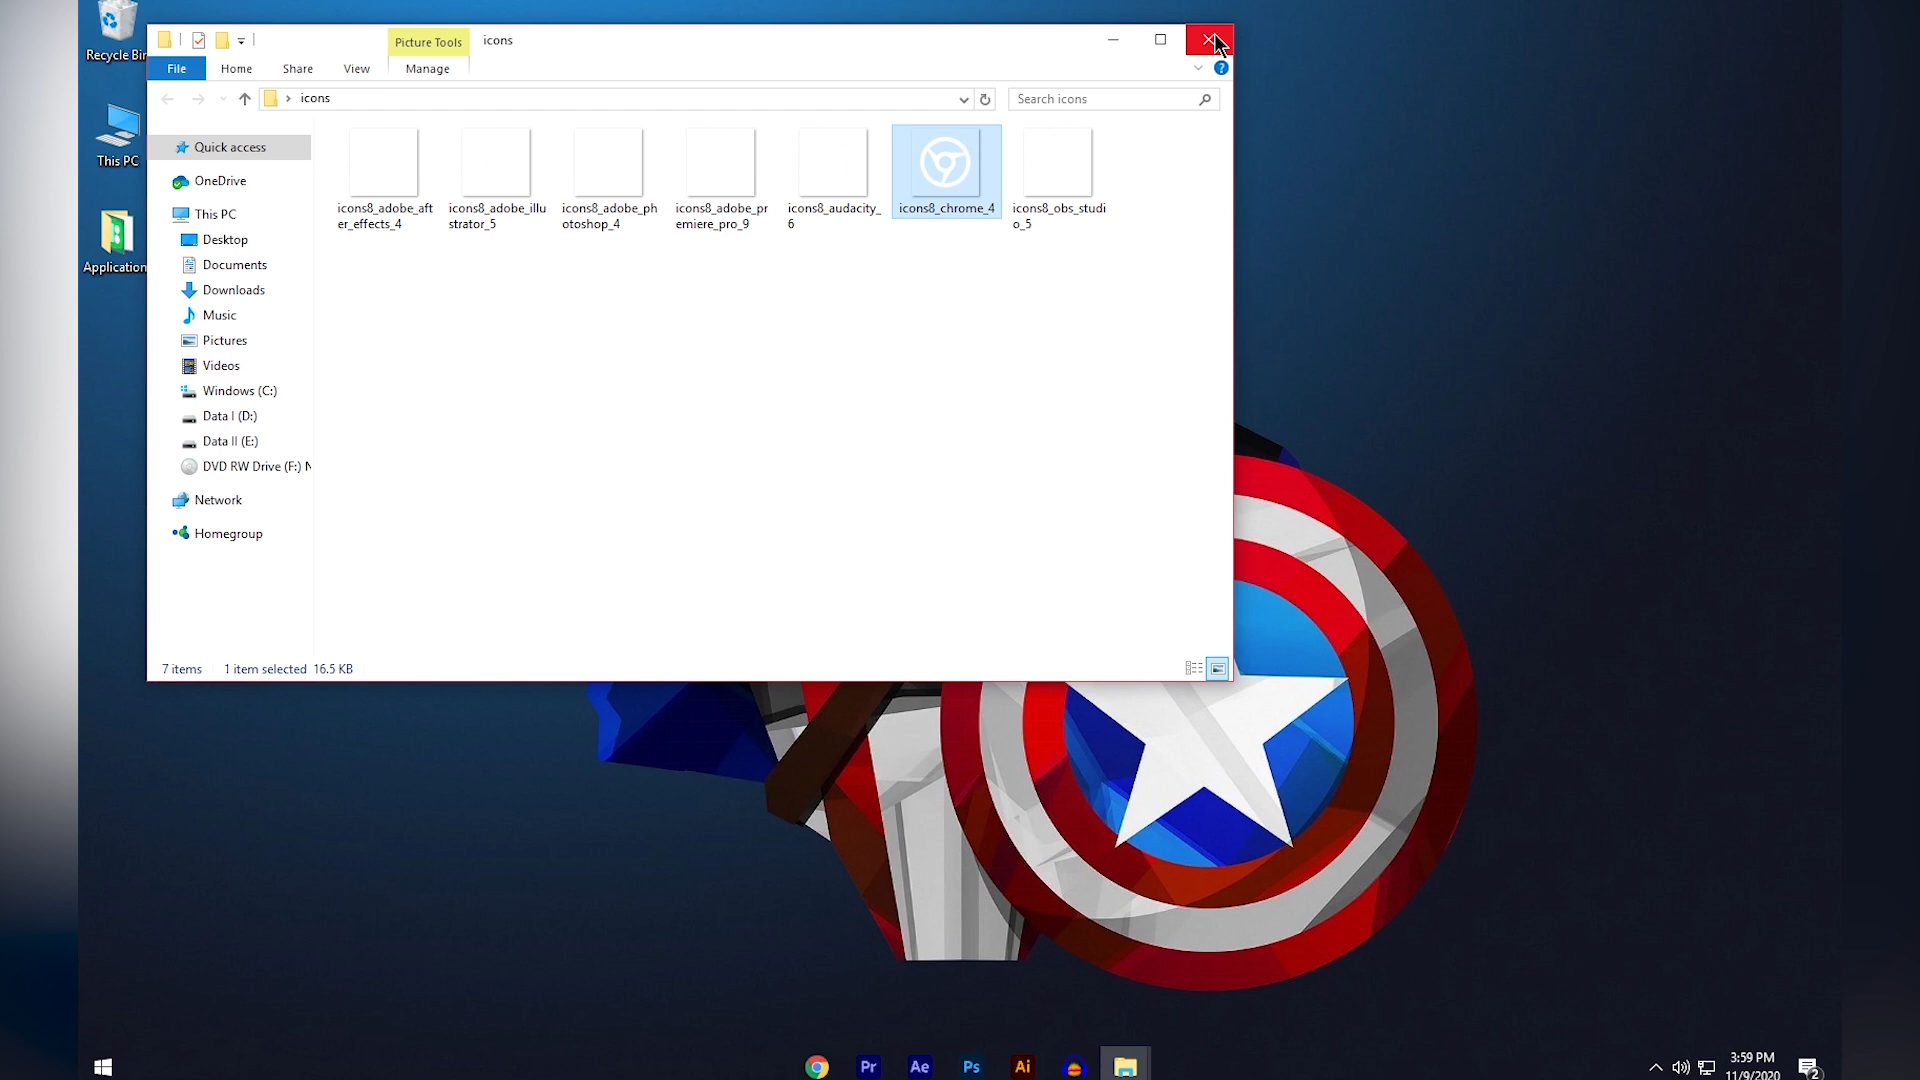 Recycle Bin
This PC
Application
Picture Tools
icons
File
Home
Share
View
Manage
?
icons
Search icons
Quick access
OneDrive
This PC
Desktop
Documents
Downloads
Music
Pictures
Videos
Windows (C:)
Data I (D:)
Data II (E:)
DVD RW Drive (F:) N
Network
Homegroup
icons8_adobe_aft
er_effects_4
icons8_adobe_illu
strator_5
icons8_adobe_ph
otoshop_4
icons8_adobe_pr
emiere_pro_9
icons8_audacity_
6
icons8_chrome_4
icons8_obs_studi
o_5
7 items
1 item selected
16.5 KB
Pr
Ae
Ps
Ai
3:59 PM
11/9/2020
2